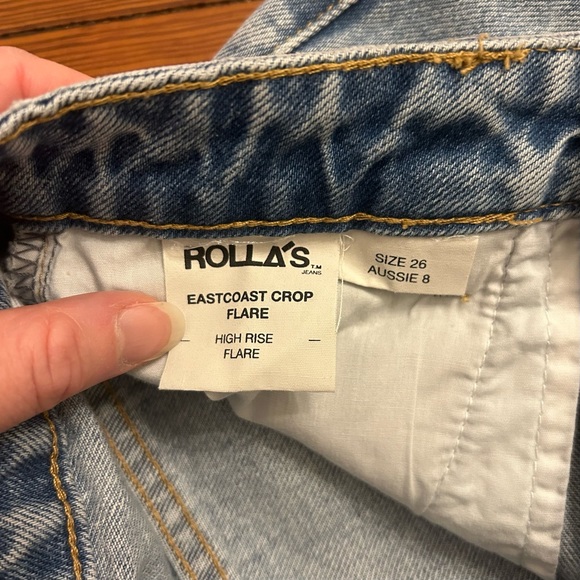 ROLLA'S TM
JEANS
EASTCOAST CROP
FLARE
HIGH RISE
FLARE
SIZE 26
AUSSIE 8